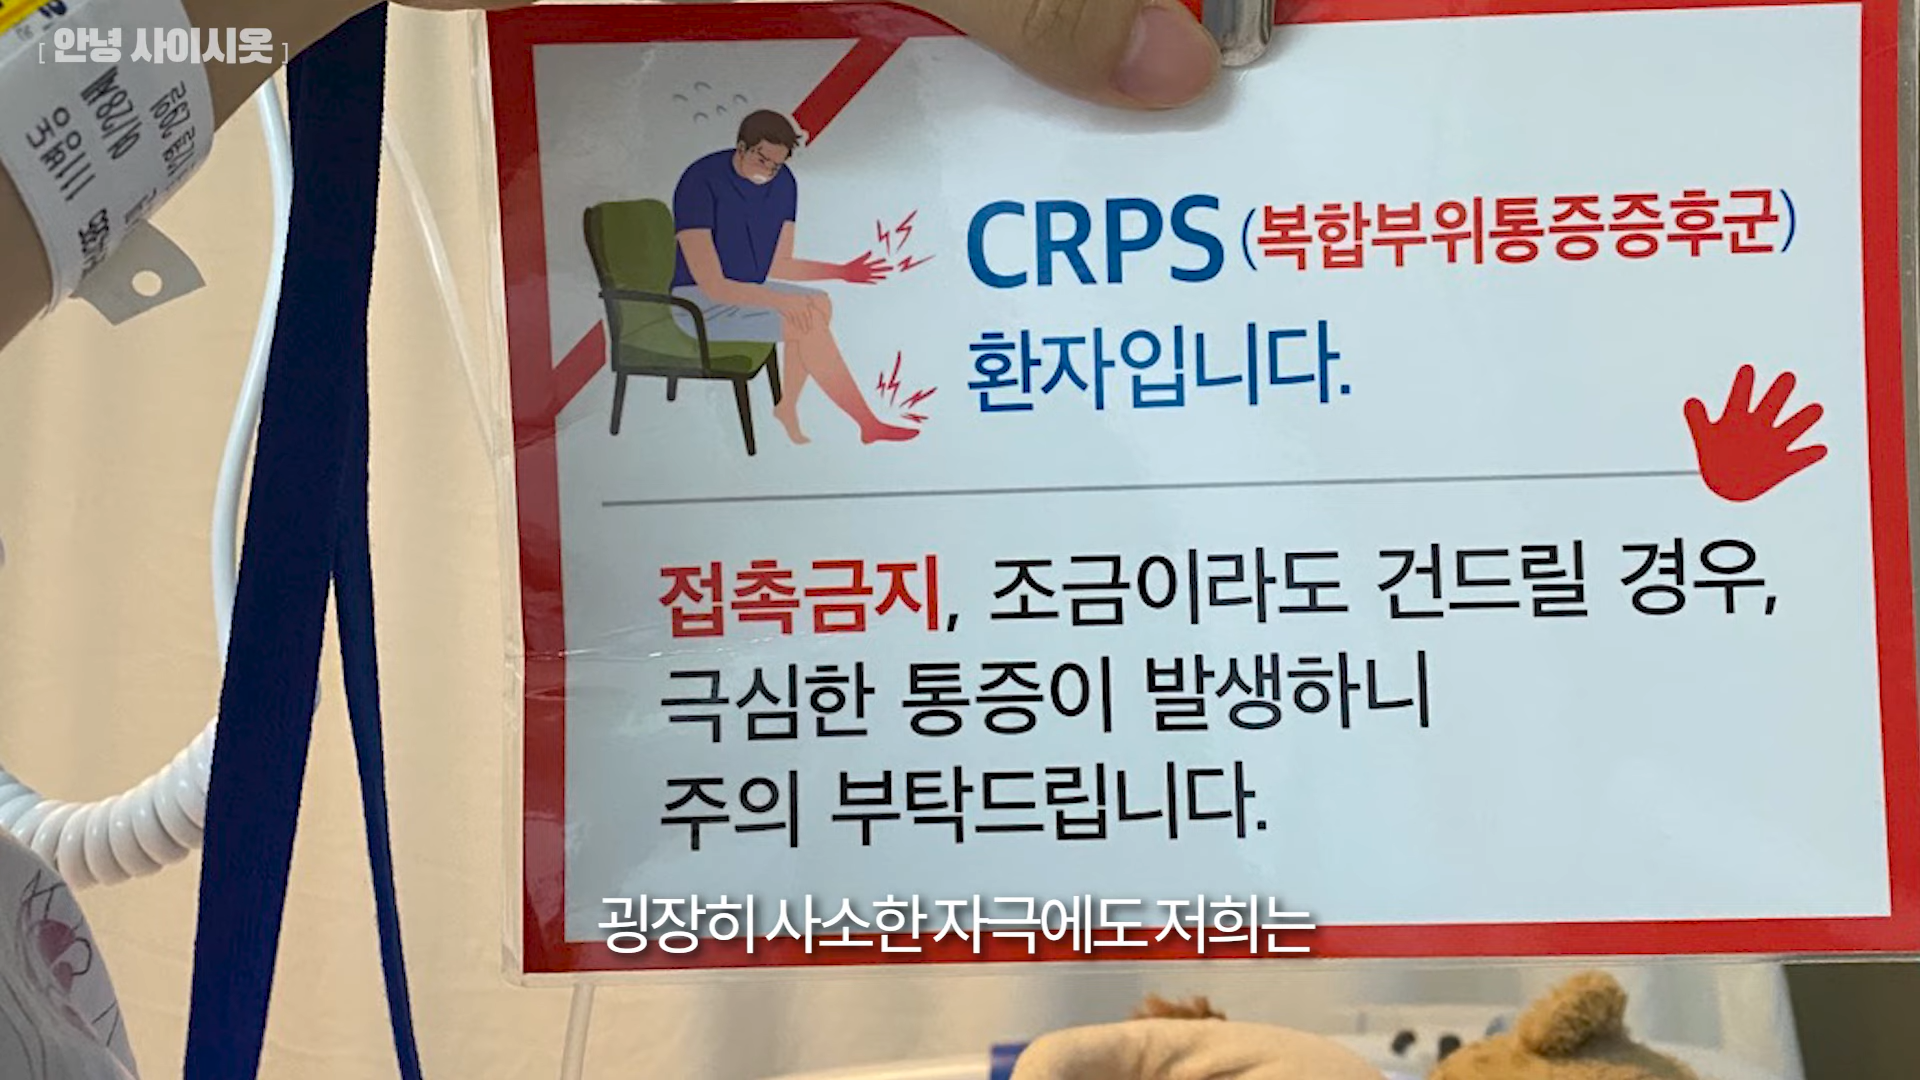 [안녕 사이시옷]
CRPS (복합부위통증증후군)
환자입니다.
접촉금지, 조금이라도 건드릴 경우,
극심한 통증이 발생하니
주의 부탁드립니다.
굉장히 사소한 자극에도 저희는